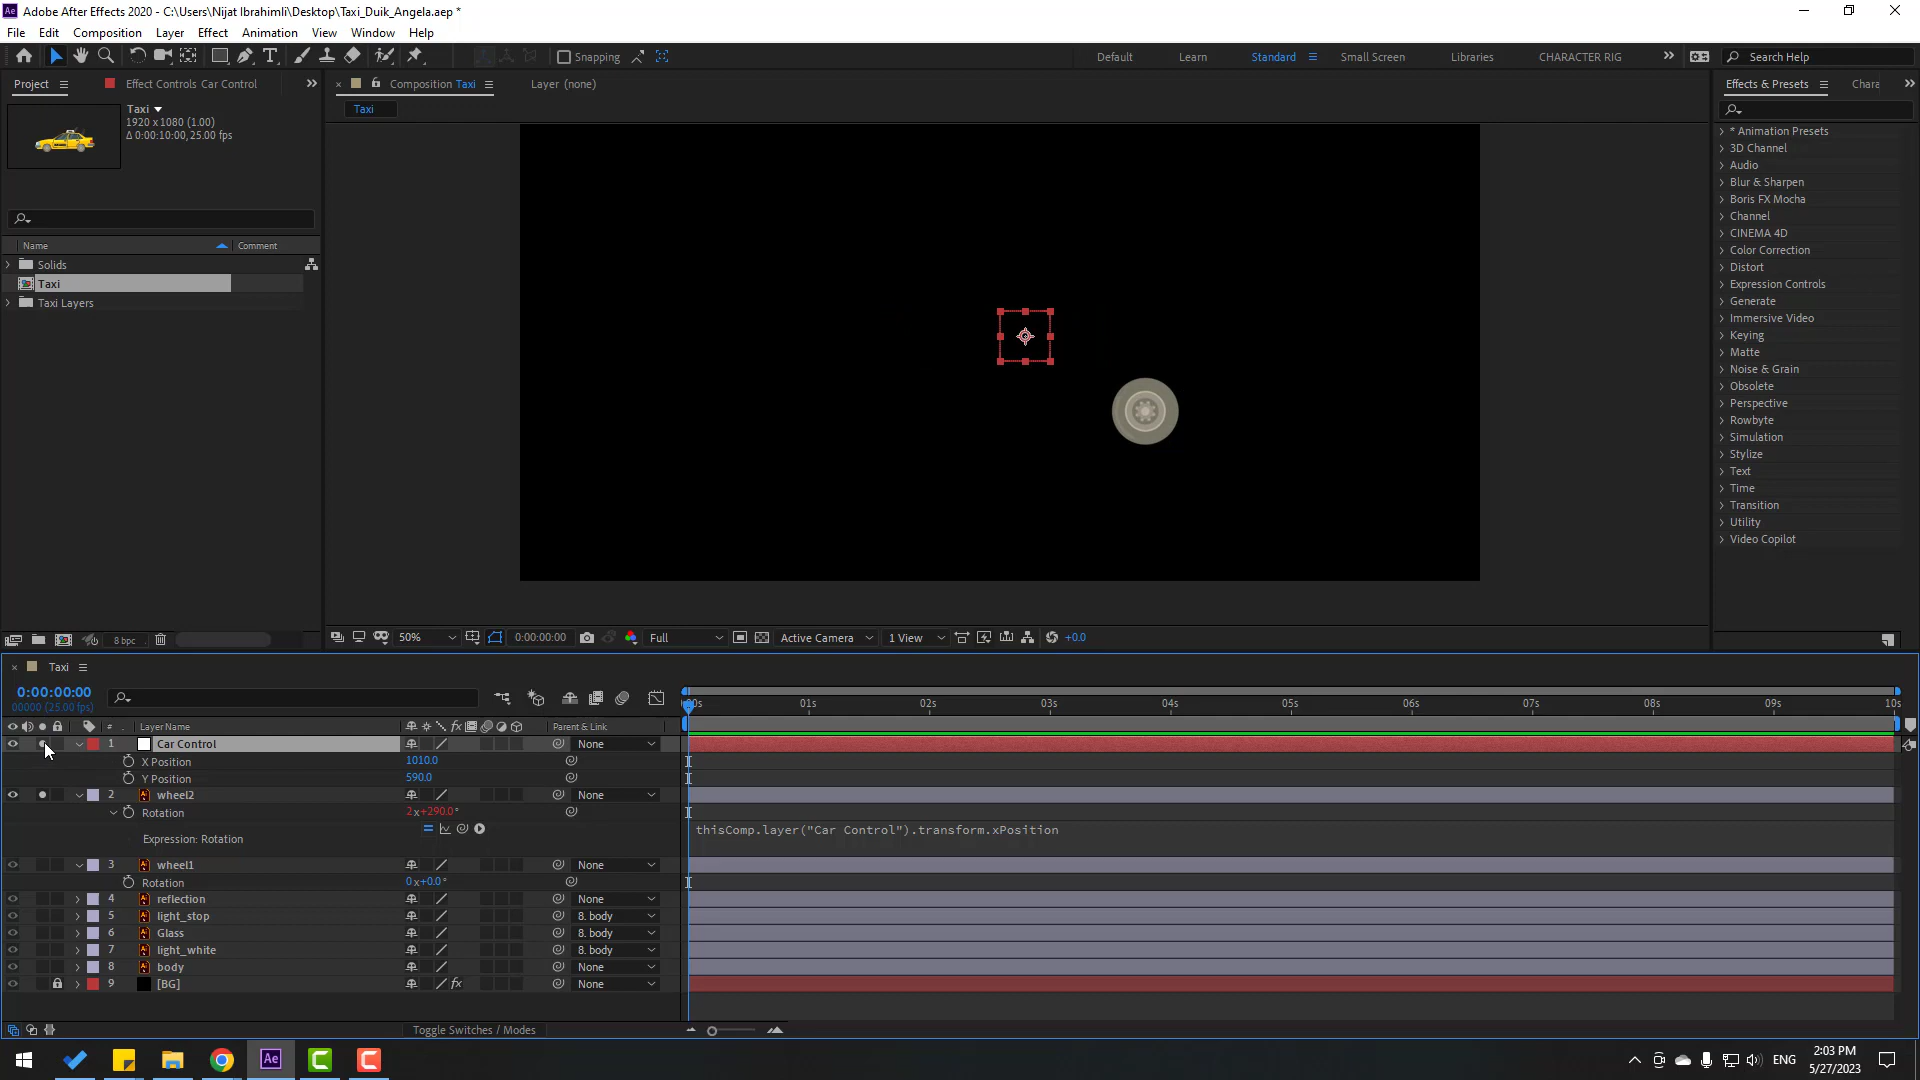 Adobe After Effects 2020 - C:\Users\Nijat Ibrahimli\Desktop\Taxi_Duik_Angela.aep *
File Edit Composition Layer Effect Animation View Window Help
Snapping Default Learn Standard Small Screen Libraries CHARACTER RIG Search Help
Project Effect Controls Car Control Composition Taxi Layer (none) Effects & Presets Chara
Taxi
1920 x 1080 (1.00)
Δ 0:00:10:00, 25.00 fps
Taxi
Name Comment
Solids
Taxi
Taxi Layers
* Animation Presets
3D Channel
Audio
Blur & Sharpen
Boris FX Mocha
Channel
CINEMA 4D
Color Correction
Distort
Expression Controls
Generate
Immersive Video
Keying
Matte
Noise & Grain
Obsolete
Perspective
Rowbyte
Simulation
Stylize
Text
Time
Transition
Utility
Video Copilot
8 bpc 50% 0:00:00:00 Full Active Camera 1 View +0.0
Taxi
0:00:00:00
00000 (25.00 fps)
00s 01s 02s 03s 04s 05s 06s 07s 08s 09s 10s
# . Layer Name fx Parent & Link
1 Car Control None
X Position 1010.0
Y Position 590.0
2 wheel2 None
Rotation 2x+290.0°
Expression: Rotation thisComp.layer("Car Control").transform.xPosition
3 wheel1 None
Rotation 0x+0.0°
4 reflection None
5 light_stop 8. body
6 Glass 8. body
7 light_white 8. body
8 body None
9 [BG] fx None
Toggle Switches / Modes
Ae ENG 2:03 PM
5/27/2023